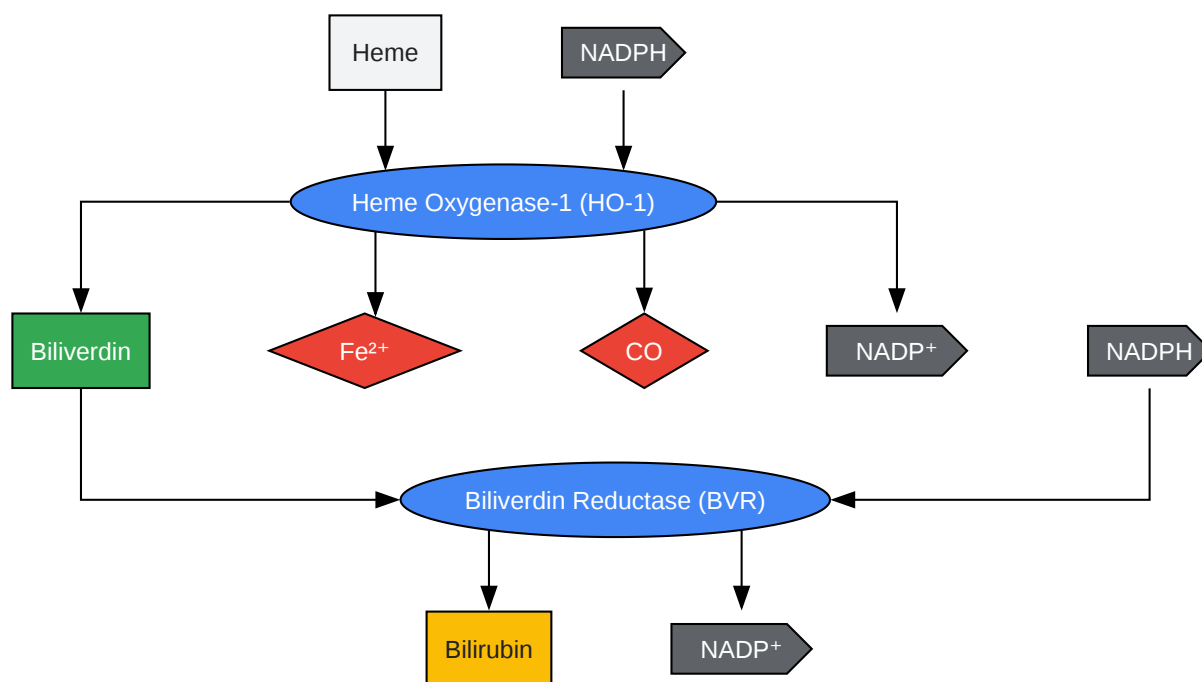 Heme
NADPH
Heme Oxygenase-1 (HO-1)
Biliverdin
Fe²⁺
CO
NADP⁺
NADPH
Biliverdin Reductase (BVR)
Bilirubin
NADP⁺